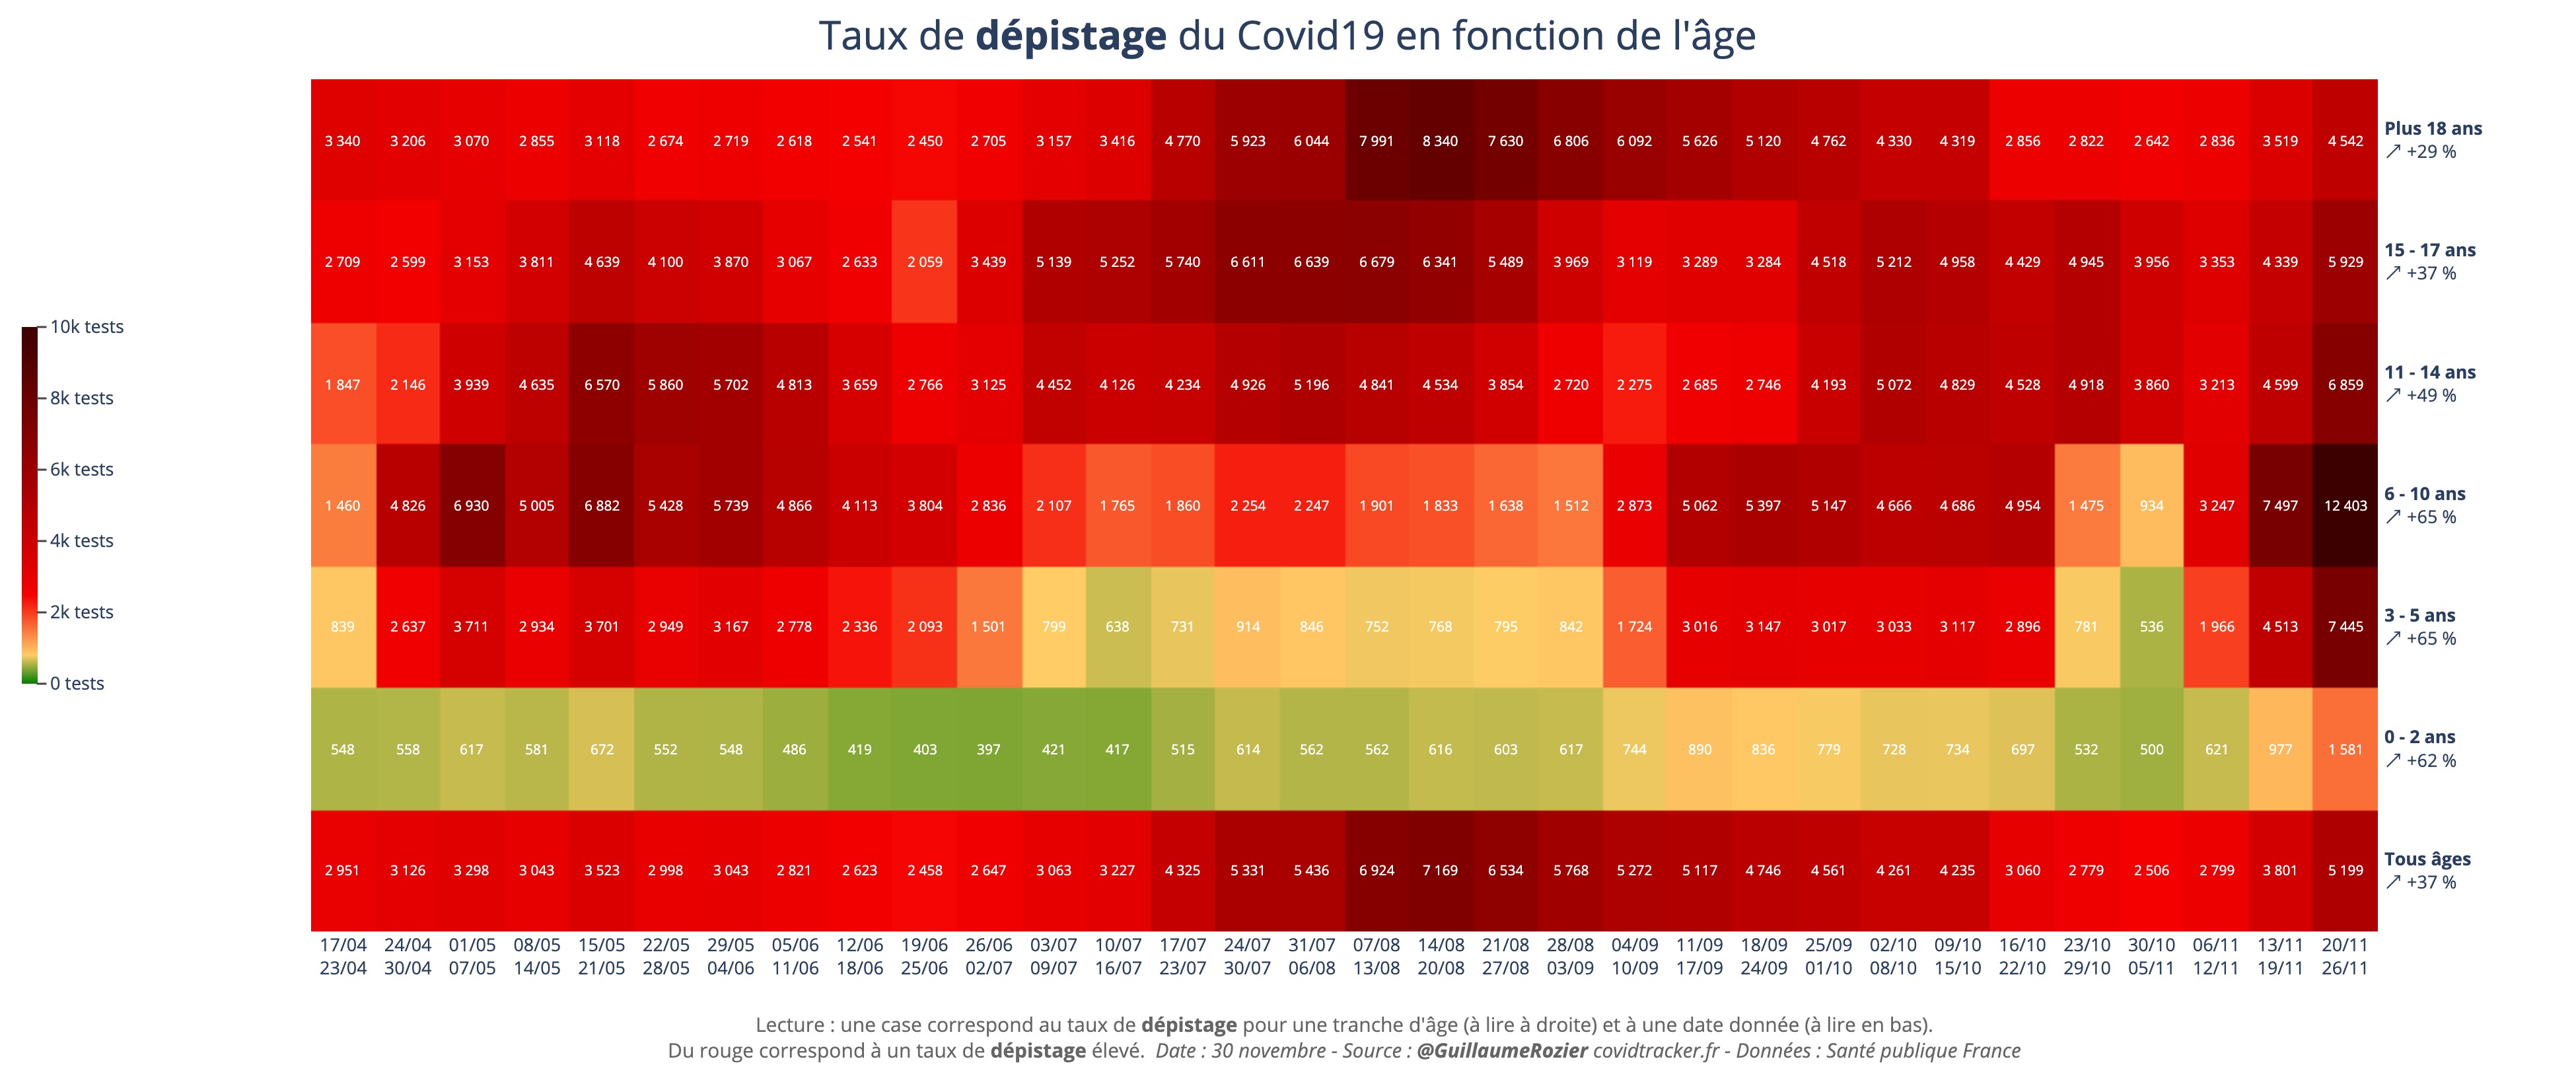 Taux de dépistage du Covid19 en fonction de l'âge
3 340 3 206 3 070 2 855 3 118 2 674 2 719 2 618 2 541 2 450 2 705 3 157 3 416 4 770 5 923 6 044 7 991 8 340 7 630 6 806 6 092 5 626 5 120 4 762 4 330 4 319 2 856 2 822 2 642 2 836 3 519 4 542
Plus 18 ans
↗ +29 %
2 709 2 599 3 153 3 811 4 639 4 100 3 870 3 067 2 633 2 059 3 439 5 139 5 252 5 740 6 611 6 639 6 679 6 341 5 489 3 969 3 119 3 289 3 284 4 518 5 212 4 958 4 429 4 945 3 956 3 353 4 339 5 929
15 - 17 ans
↗ +37 %
1 847 2 146 3 939 4 635 6 570 5 860 5 702 4 813 3 659 2 766 3 125 4 452 4 126 4 234 4 926 5 196 4 841 4 534 3 854 2 720 2 275 2 685 2 746 4 193 5 072 4 829 4 528 4 918 3 860 3 213 4 599 6 859
11 - 14 ans
↗ +49 %
1 460 4 826 6 930 5 005 6 882 5 428 5 739 4 866 4 113 3 804 2 836 2 107 1 765 1 860 2 254 2 247 1 901 1 833 1 638 1 512 2 873 5 062 5 397 5 147 4 666 4 686 4 954 1 475 934 3 247 7 497 12 403
6 - 10 ans
↗ +65 %
839 2 637 3 711 2 934 3 701 2 949 3 167 2 778 2 336 2 093 1 501 799 638 731 914 846 752 768 795 842 1 724 3 016 3 147 3 017 3 033 3 117 2 896 781 536 1 966 4 513 7 445
3 - 5 ans
↗ +65 %
548 558 617 581 672 552 548 486 419 403 397 421 417 515 614 562 562 616 603 617 744 890 836 779 728 734 697 532 500 621 977 1 581
0 - 2 ans
↗ +62 %
2 951 3 126 3 298 3 043 3 523 2 998 3 043 2 821 2 623 2 458 2 647 3 063 3 227 4 325 5 331 5 436 6 924 7 169 6 534 5 768 5 272 5 117 4 746 4 561 4 261 4 235 3 060 2 779 2 506 2 799 3 801 5 199
Tous âges
↗ +37 %
10k tests
8k tests
6k tests
4k tests
2k tests
0 tests
17/04 24/04 01/05 08/05 15/05 22/05 29/05 05/06 12/06 19/06 26/06 03/07 10/07 17/07 24/07 31/07 07/08 14/08 21/08 28/08 04/09 11/09 18/09 25/09 02/10 09/10 16/10 23/10 30/10 06/11 13/11 20/11
23/04 30/04 07/05 14/05 21/05 28/05 04/06 11/06 18/06 25/06 02/07 09/07 16/07 23/07 30/07 06/08 13/08 20/08 27/08 03/09 10/09 17/09 24/09 01/10 08/10 15/10 22/10 29/10 05/11 12/11 19/11 26/11
Lecture : une case correspond au taux de dépistage pour une tranche d'âge (à lire à droite) et à une date donnée (à lire en bas).
Du rouge correspond à un taux de dépistage élevé. Date : 30 novembre - Source : @GuillaumeRozier covidtracker.fr - Données : Santé publique France